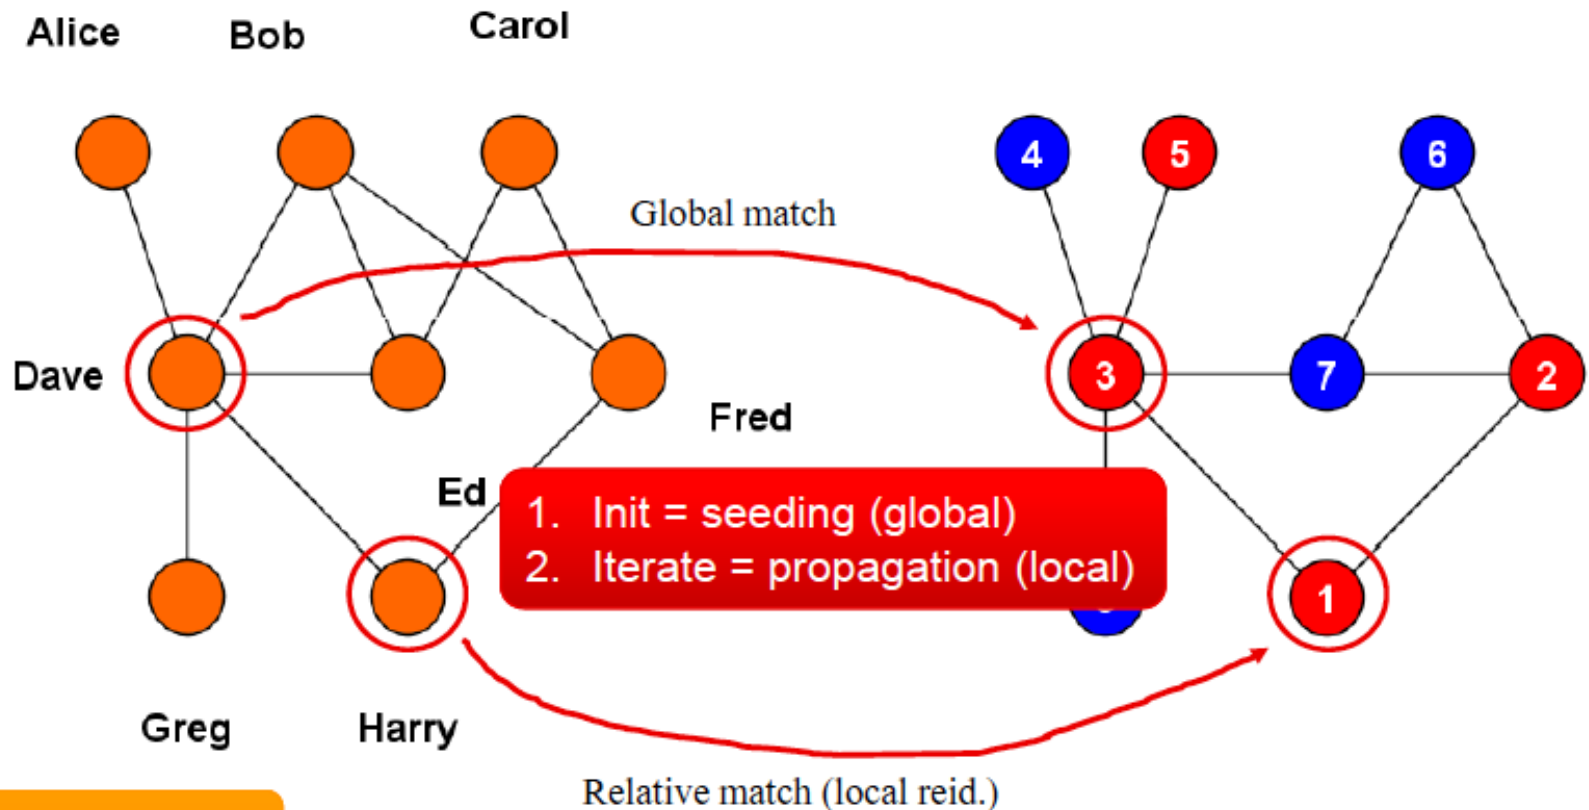 Alice Bob Carol
4 5 6
Global match
Dave
3 7 2
Fred
Ed
1. Init = seeding (global)
2. Iterate = propagation (local)
1
Greg Harry
Relative match (local reid.)